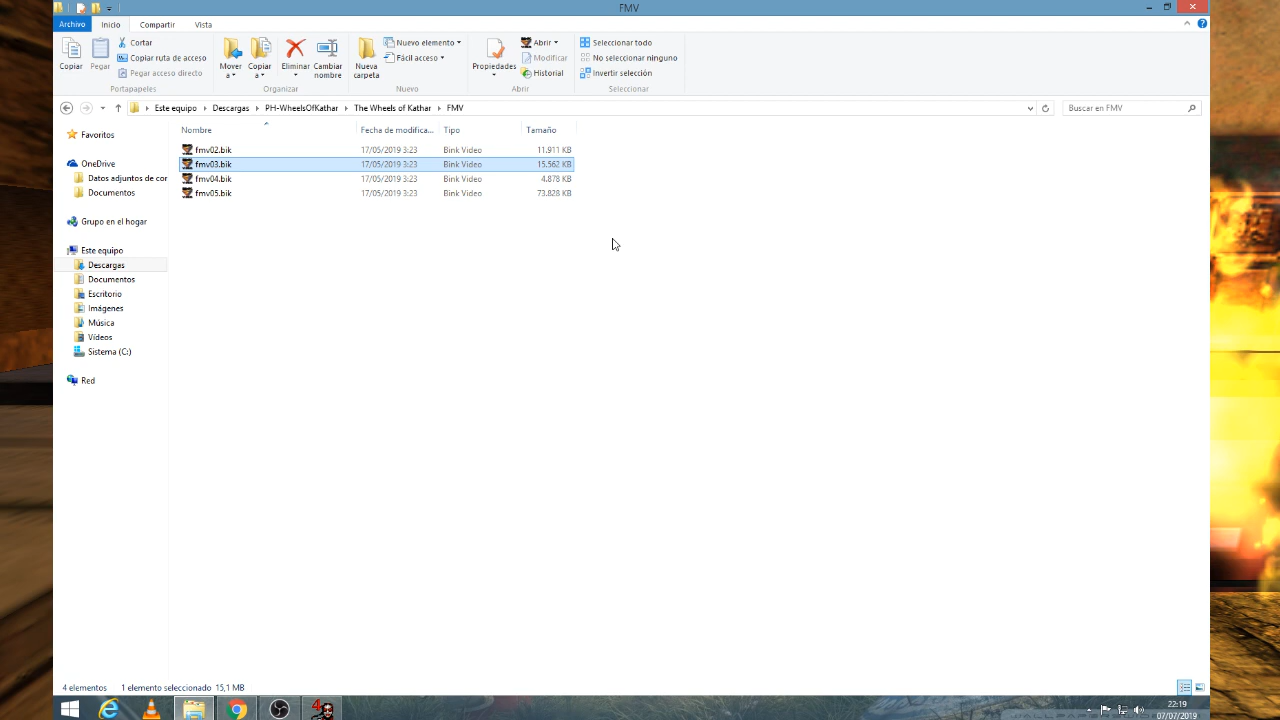 FMV
Archivo Inicio Compartir Vista
Copiar Pegar Cortar Copiar ruta de acceso Pegar acceso directo Portapapeles
Mover a Copiar a Eliminar Cambiar nombre Organizar
Nueva carpeta Nuevo elemento Fácil acceso Nuevo
Propiedades Abrir Modificar Historial Abrir
Seleccionar todo No seleccionar ninguno Invertir selección Seleccionar
Este equipo Descargas PH-WheelsOfKathar The Wheels of Kathar FMV Buscar en FMV
Nombre Fecha de modifica... Tipo Tamaño
fmv02.bik 17/05/2019 3:23 Bink Video 11.911 KB
fmv03.bik 17/05/2019 3:23 Bink Video 15.562 KB
fmv04.bik 17/05/2019 3:23 Bink Video 4.878 KB
fmv05.bik 17/05/2019 3:23 Bink Video 73.828 KB
Favoritos
OneDrive
Datos adjuntos de cor
Documentos
Grupo en el hogar
Este equipo
Descargas
Documentos
Escritorio
Imágenes
Música
Vídeos
Sistema (C:)
Red
4 elementos 1 elemento seleccionado 15,1 MB
22:19
07/07/2019